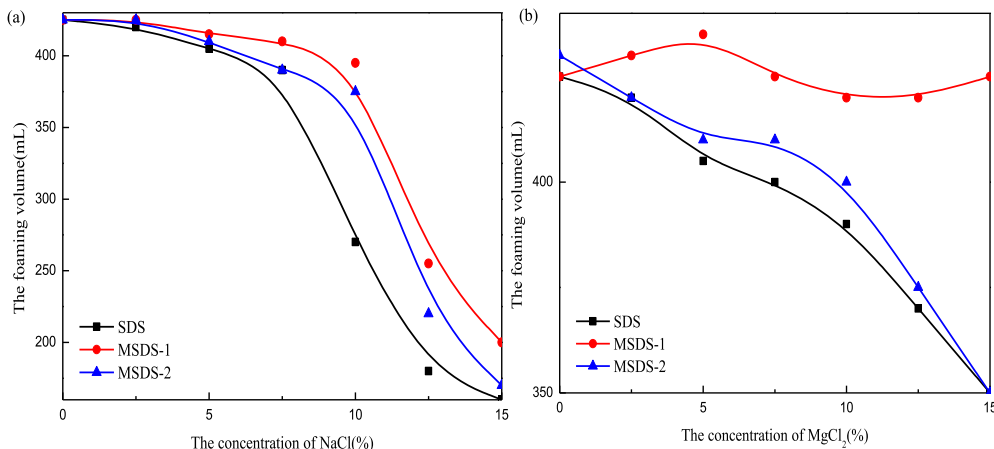 (a)
The foaming volume(mL)
400
350
300
250
200
SDS
MSDS-1
MSDS-2
0 5 10 15
The concentration of NaCl(%)
(b)
The foaming volume(mL)
400
350
SDS
MSDS-1
MSDS-2
0 5 10 15
The concentration of MgCl₂(%)